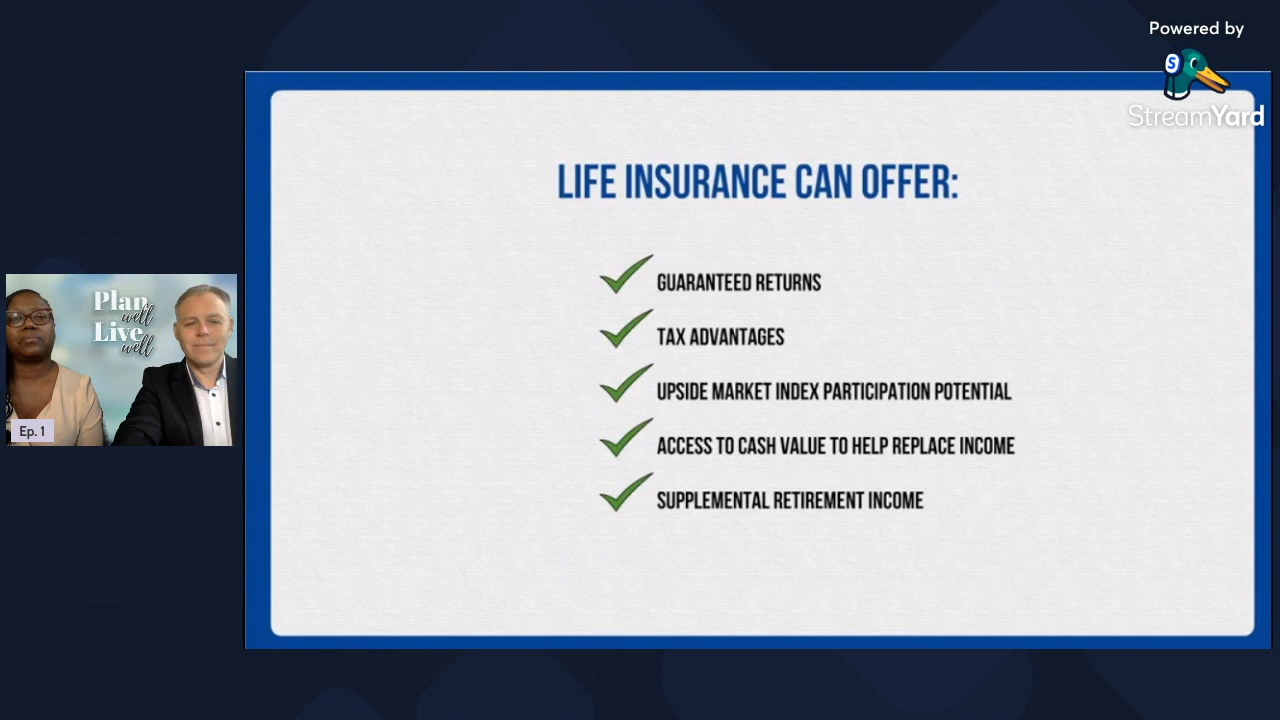 Powered by
S
StreamYard
LIFE INSURANCE CAN OFFER:
GUARANTEED RETURNS
TAX ADVANTAGES
UPSIDE MARKET INDEX PARTICIPATION POTENTIAL
ACCESS TO CASH VALUE TO HELP REPLACE INCOME
SUPPLEMENTAL RETIREMENT INCOME
Plan
well
Live
well
Ep. 1